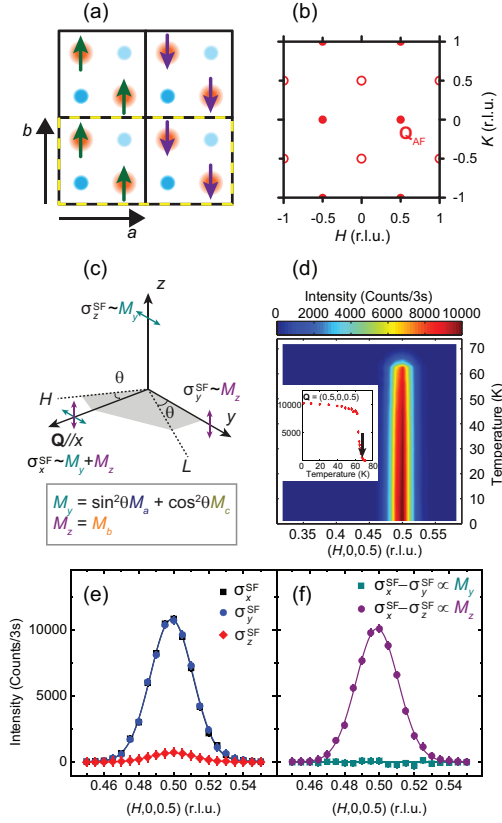 (a)
b
a
(b)
1
0.5
0
-0.5
-1
K (r.l.u.)
Q_AF
-1 -0.5 0 0.5 1
H (r.l.u.)
(c)
z
σ_z^SF~M_y
θ
H
θ
σ_y^SF~M_z
y
Q//x
L
σ_x^SF~M_y+M_z
M_y = sin²θM_a + cos²θM_c
M_z = M_b
(d)
Intensity (Counts/3s)
0 2000 4000 6000 8000 10000
70
60
50
40
30
20
10
0
Temperature (K)
Q = (0.5,0,0.5)
10000
5000
0
0 20 40 60 80
Temperature (K)
0.35 0.4 0.45 0.5 0.55 0.6
(H,0,0.5) (r.l.u.)
(e)
σ_x^SF
σ_y^SF
σ_z^SF
10000
5000
0
Intensity (Counts/3s)
0.46 0.48 0.50 0.52 0.54
(H,0,0.5) (r.l.u.)
(f)
σ_x^SF−σ_y^SF ∝ M_y
σ_x^SF−σ_z^SF ∝ M_z
0.46 0.48 0.50 0.52 0.54
(H,0,0.5) (r.l.u.)